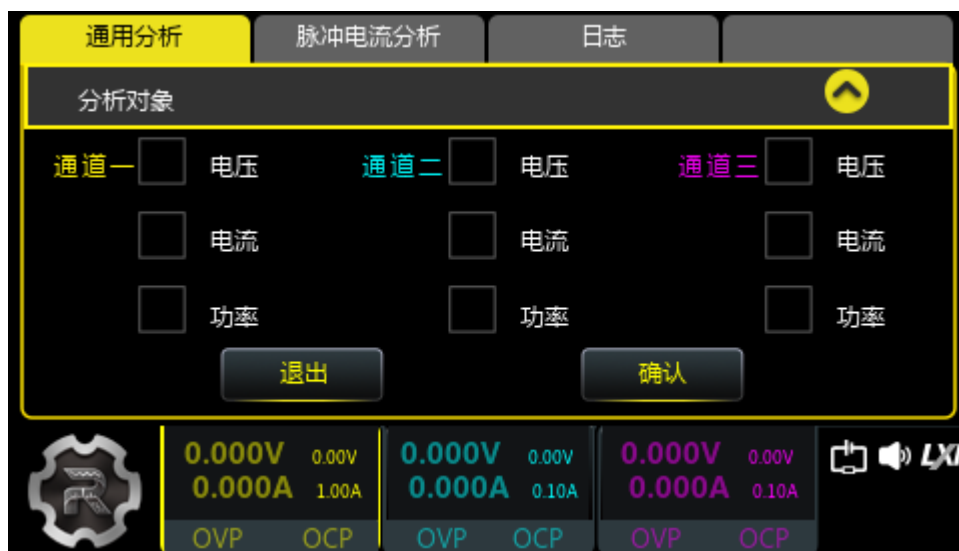 通用分析 脉冲电流分析 日志
分析对象
通道一 电压 通道二 电压 通道三 电压
电流 电流 电流
功率 功率 功率
退出 确认
0.000V 0.00V 0.000V 0.00V 0.000V 0.00V
0.000A 1.00A 0.000A 0.10A 0.000A 0.10A
OVP OCP OVP OCP OVP OCP
LXI
R